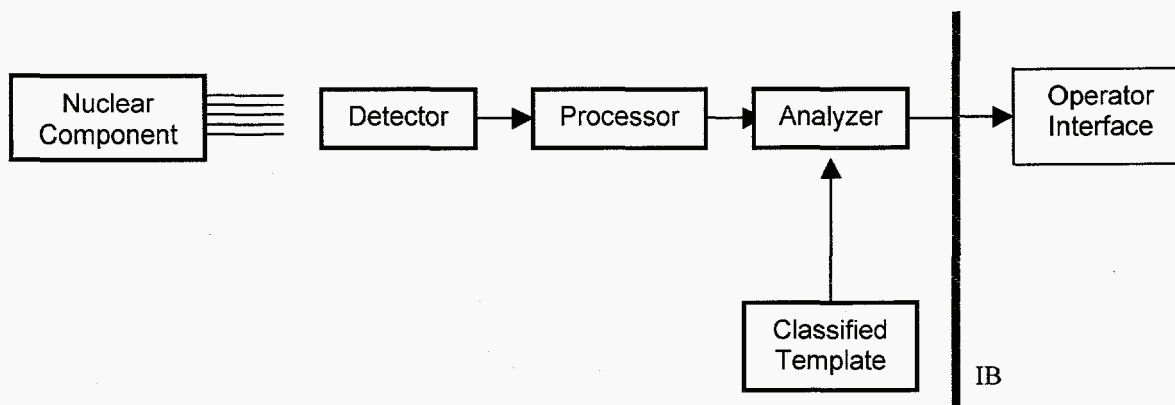 Nuclear
Component
Detector
Processor
Analyzer
Operator
Interface
Classified
Template
IB